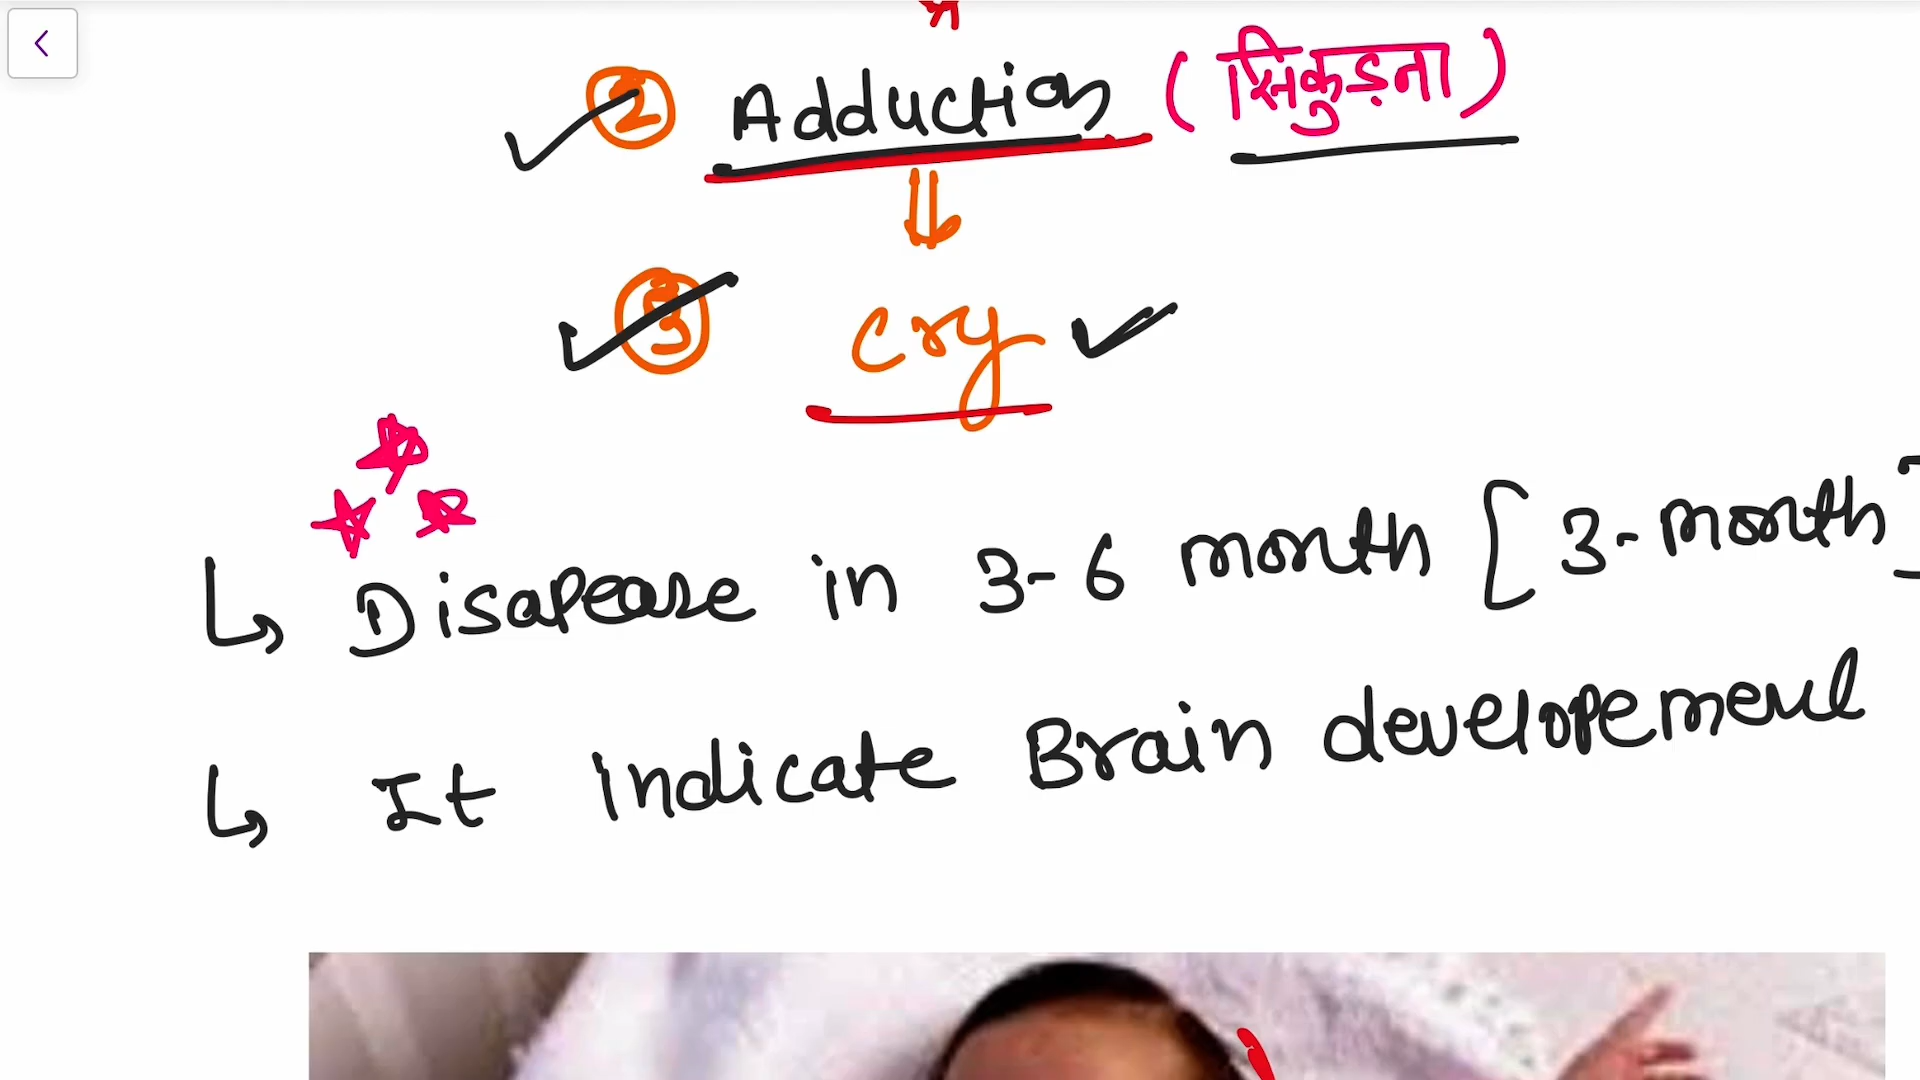 ② Adduction (सिकुड़ना)
③ cry
↳ Disapeare in 3-6 month [3-month]
↳ It indicate Brain developement